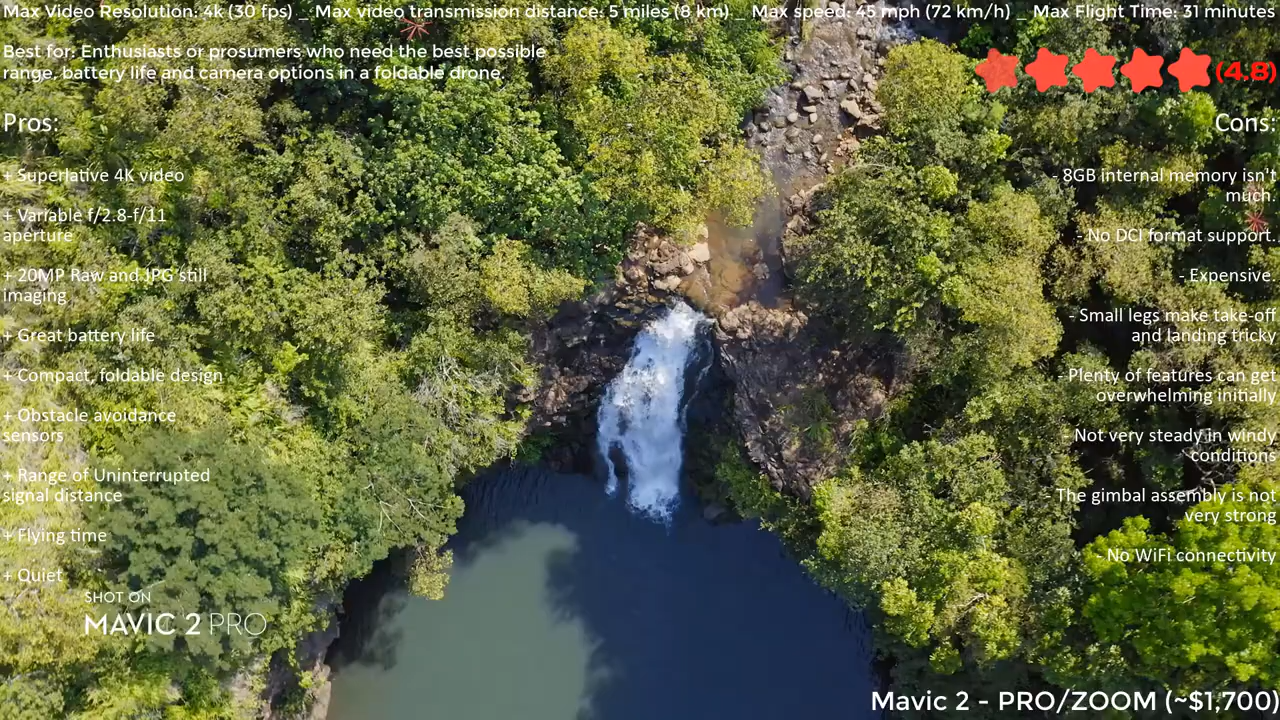 Max Video Resolution: 4k (30 fps) _ Max video transmission distance: 5 miles (8 km) _ Max speed: 45 mph (72 km/h) _ Max Flight Time: 31 minutes
Best for: Enthusiasts or prosumers who need the best possible
range, battery life and camera options in a foldable drone.
(4.8)
Pros:
+ Superlative 4K video
+ Variable f/2.8-f/11
aperture
+ 20MP Raw and JPG still
imaging
+ Great battery life
+ Compact, foldable design
+ Obstacle avoidance
sensors
+ Range of Uninterrupted
signal distance
+ Flying time
+ Quiet
Cons:
- 8GB internal memory isn't
much.
- No DCI format support.
- Expensive.
- Small legs make take-off
and landing tricky
- Plenty of features can get
overwhelming initially
Not very steady in windy
conditions
- The gimbal assembly is not
very strong
- No WiFi connectivity
SHOT ON
MAVIC 2 PRO
Mavic 2 - PRO/ZOOM (~$1,700)